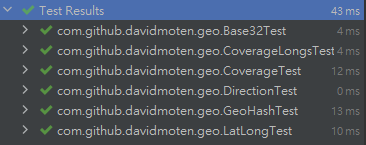 Test Results 43 ms
com.github.davidmoten.geo.Base32Test 4 ms
com.github.davidmoten.geo.CoverageLongsTest 4 ms
com.github.davidmoten.geo.CoverageTest 12 ms
com.github.davidmoten.geo.DirectionTest 0 ms
com.github.davidmoten.geo.GeoHashTest 13 ms
com.github.davidmoten.geo.LatLongTest 10 ms